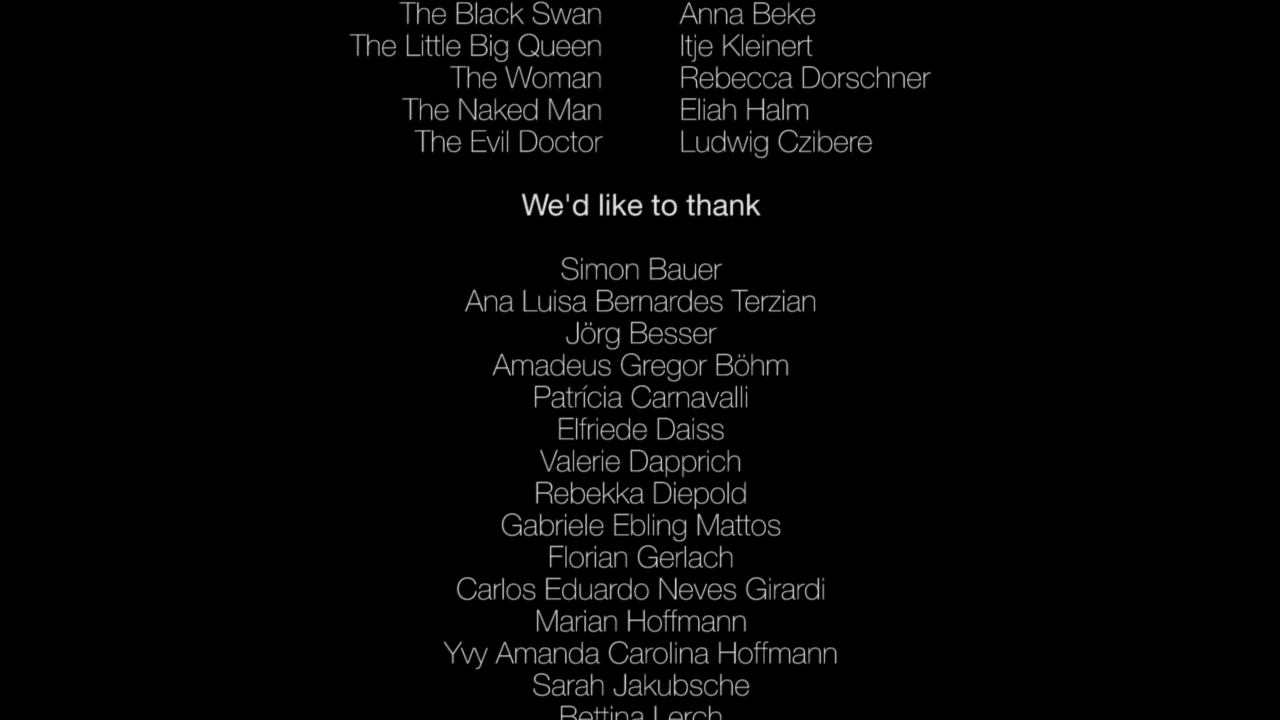 The Black Swan Anna Beke
The Little Big Queen Itje Kleinert
The Woman Rebecca Dorschner
The Naked Man Eliah Halm
The Evil Doctor Ludwig Czibere
We'd like to thank
Simon Bauer
Ana Luisa Bernardes Terzian
Jörg Besser
Amadeus Gregor Böhm
Patrícia Carnavalli
Elfriede Daiss
Valerie Dapprich
Rebekka Diepold
Gabriele Ebling Mattos
Florian Gerlach
Carlos Eduardo Neves Girardi
Marian Hoffmann
Yvy Amanda Carolina Hoffmann
Sarah Jakubsche
Bettina Lerch